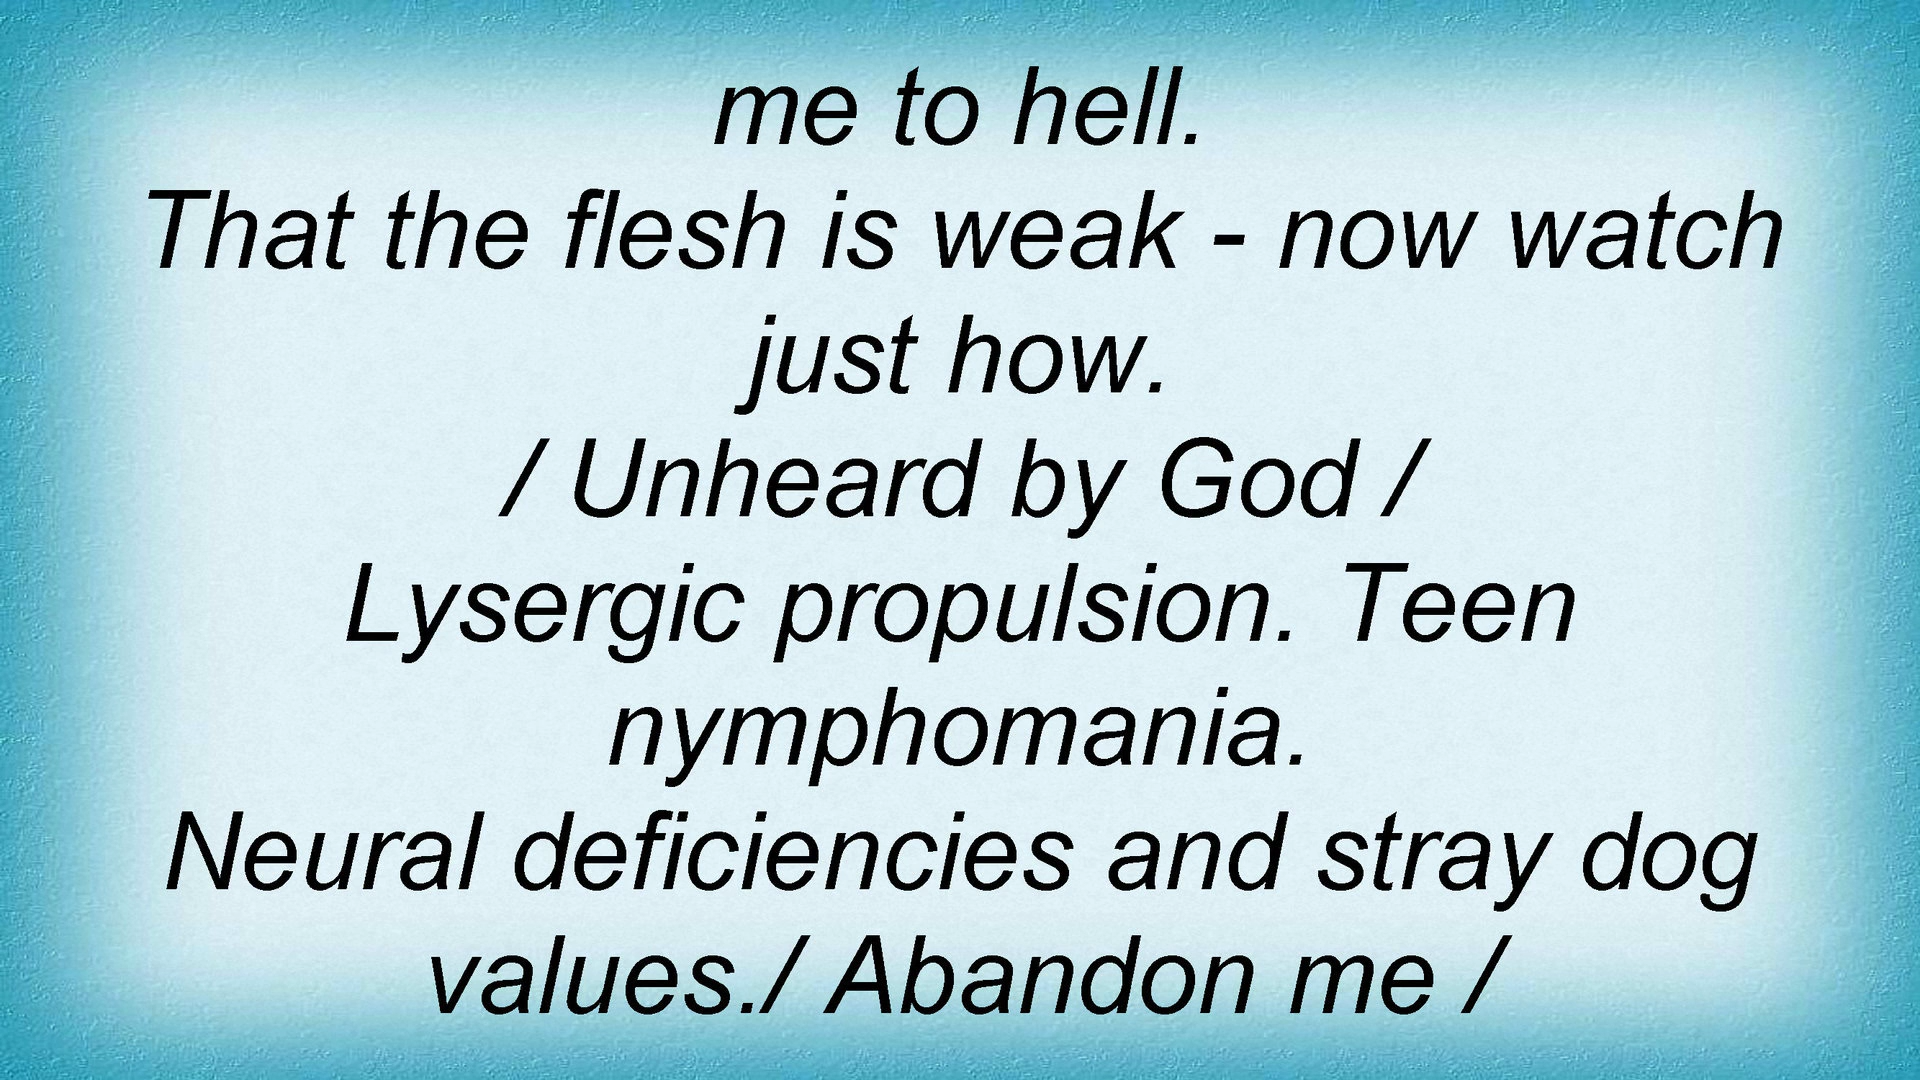 me to hell.
That the flesh is weak - now watch
just how.
/ Unheard by God /
Lysergic propulsion. Teen
nymphomania.
Neural deficiencies and stray dog
values./ Abandon me /